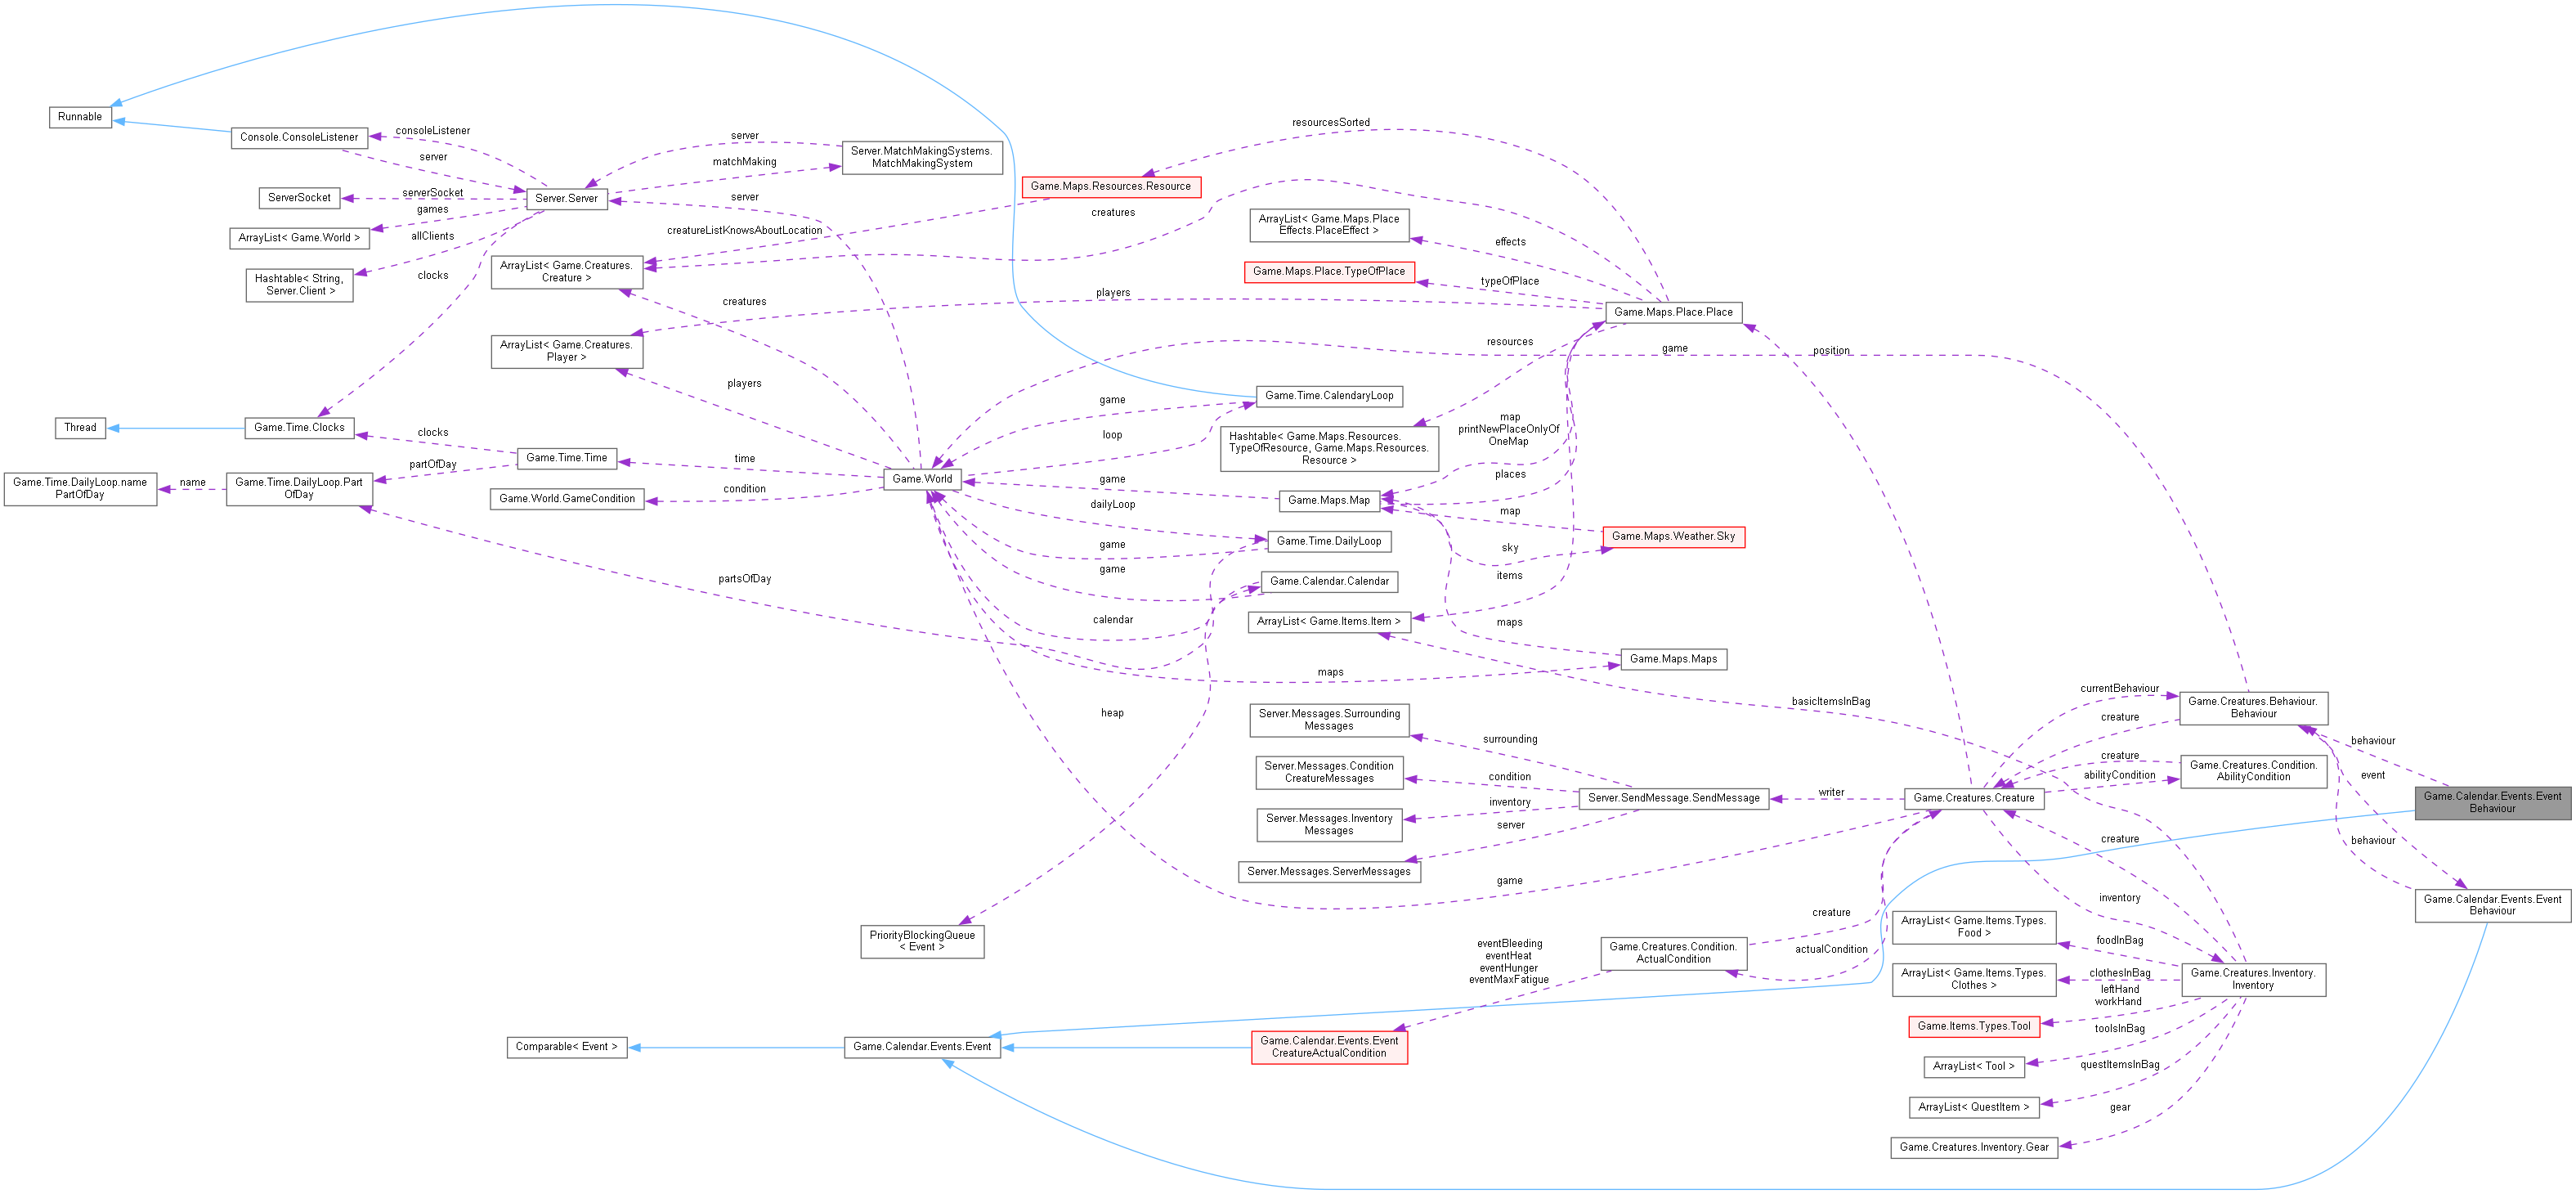 Runnable
Console.ConsoleListener
consoleListener
server
ServerSocket
serverSocket
games
ArrayList< Game.World >
allClients
Hashtable< String,
Server.Client >
clocks
Server.Server
server
matchMaking
server
Server.MatchMakingSystems.
MatchMakingSystem
Game.Maps.Resources.Resource
resourcesSorted
creatures
creatureListKnowsAboutLocation
ArrayList< Game.Creatures.
Creature >
creatures
ArrayList< Game.Maps.Place
Effects.PlaceEffect >
effects
Game.Maps.Place.TypeOfPlace
typeOfPlace
players
Game.Maps.Place.Place
ArrayList< Game.Creatures.
Player >
players
resources
game
position
Game.Time.CalendaryLoop
game
loop
Thread
Game.Time.Clocks
clocks
Game.Time.Time
partOfDay
time
Hashtable< Game.Maps.Resources.
TypeOfResource, Game.Maps.Resources.
Resource >
map
printNewPlaceOnlyOf
OneMap
places
Game.Time.DailyLoop.name
PartOfDay
name
Game.Time.DailyLoop.Part
OfDay
Game.World.GameCondition
condition
Game.World
game
Game.Maps.Map
map
dailyLoop
game
Game.Time.DailyLoop
Game.Maps.Weather.Sky
sky
game
Game.Calendar.Calendar
items
partsOfDay
calendar
ArrayList< Game.Items.Item >
maps
Game.Maps.Maps
maps
heap
basicItemsInBag
currentBehaviour
creature
Game.Creatures.Behaviour.
Behaviour
Server.Messages.Surrounding
Messages
surrounding
behaviour
Server.Messages.Condition
CreatureMessages
condition
creature
abilityCondition
Game.Creatures.Condition.
AbilityCondition
event
Server.Messages.Inventory
Messages
inventory
server
Server.SendMessage.SendMessage
writer
Game.Creatures.Creature
Game.Calendar.Events.Event
Behaviour
creature
behaviour
Server.Messages.ServerMessages
game
inventory
Game.Calendar.Events.Event
Behaviour
PriorityBlockingQueue
< Event >
creature
ArrayList< Game.Items.Types.
Food >
foodInBag
eventBleeding
eventHeat
eventHunger
eventMaxFatigue
Game.Creatures.Condition.
ActualCondition
actualCondition
ArrayList< Game.Items.Types.
Clothes >
clothesInBag
leftHand
workHand
Game.Creatures.Inventory.
Inventory
Game.Items.Types.Tool
toolsInBag
Comparable< Event >
Game.Calendar.Events.Event
Game.Calendar.Events.Event
CreatureActualCondition
ArrayList< Tool >
questItemsInBag
ArrayList< QuestItem >
gear
Game.Creatures.Inventory.Gear